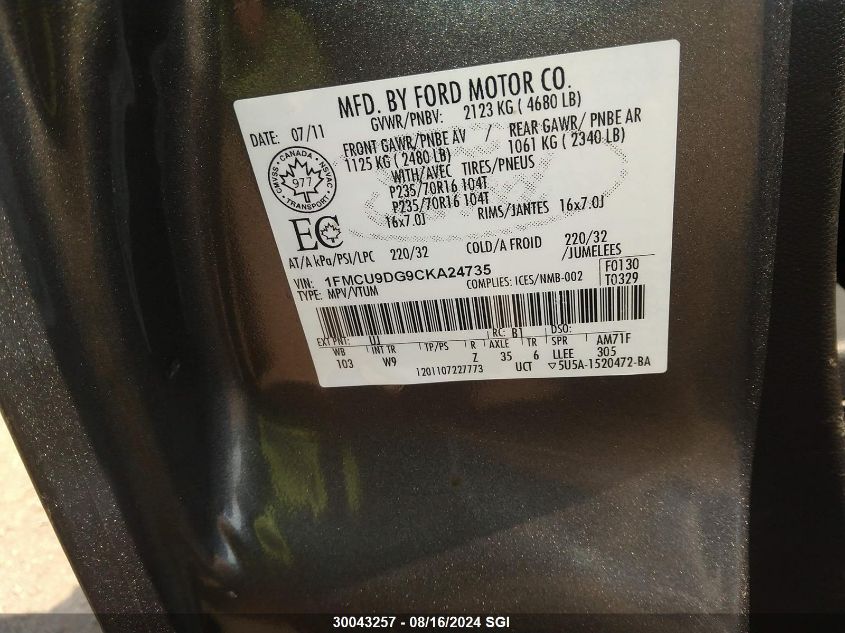 MFD. BY FORD MOTOR CO.
DATE: 07/11 GVWR/PNBV: 2123 KG ( 4680 LB)
FRONT GAWR/PNBE AV / REAR GAWR/ PNBE AR
1125 KG ( 2480 LB) 1061 KG ( 2340 LB)
WITH/AVEC TIRES/PNEUS
P235/70R16 104T
P235/70R16 104T
16x7.0J RIMS/JANTES 16x7.0J
CMVSS • CANADA • NSVAC
977
• TRANSPORT •
EC
AT/A kPa/PSI/LPC 220/32 COLD/A FROID 220/32
/JUMELEES
VIN: 1FMCU9DG9CKA24735 F0130
TYPE: MPV/VTUM COMPLIES: ICES/NMB-002 T0329
EXT PNT: UJ RC: B1 DSO:
WB INT TR TP/PS R AXLE TR SPR AM71F
103 W9 Z 35 6 LLEE 305
1201107227773 UCT ▽5U5A-1520472-BA
30043257 - 08/16/2024 SGI